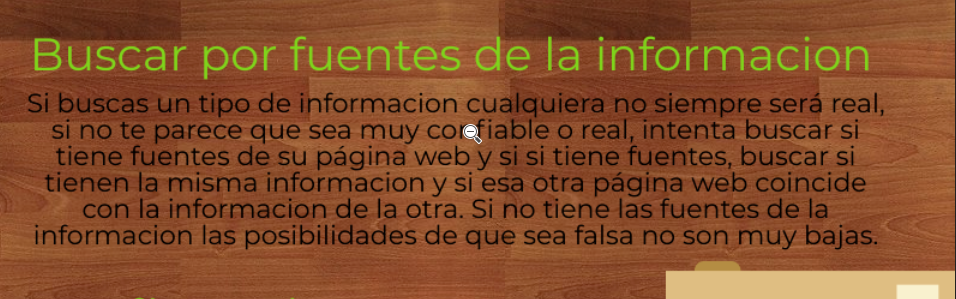 Buscar por fuentes de la informacion
Si buscas un tipo de informacion cualquiera no siempre será real,
si no te parece que sea muy confiable o real, intenta buscar si
tiene fuentes de su página web y si si tiene fuentes, buscar si
tienen la misma informacion y si esa otra página web coincide
con la informacion de la otra. Si no tiene las fuentes de la
informacion las posibilidades de que sea falsa no son muy bajas.